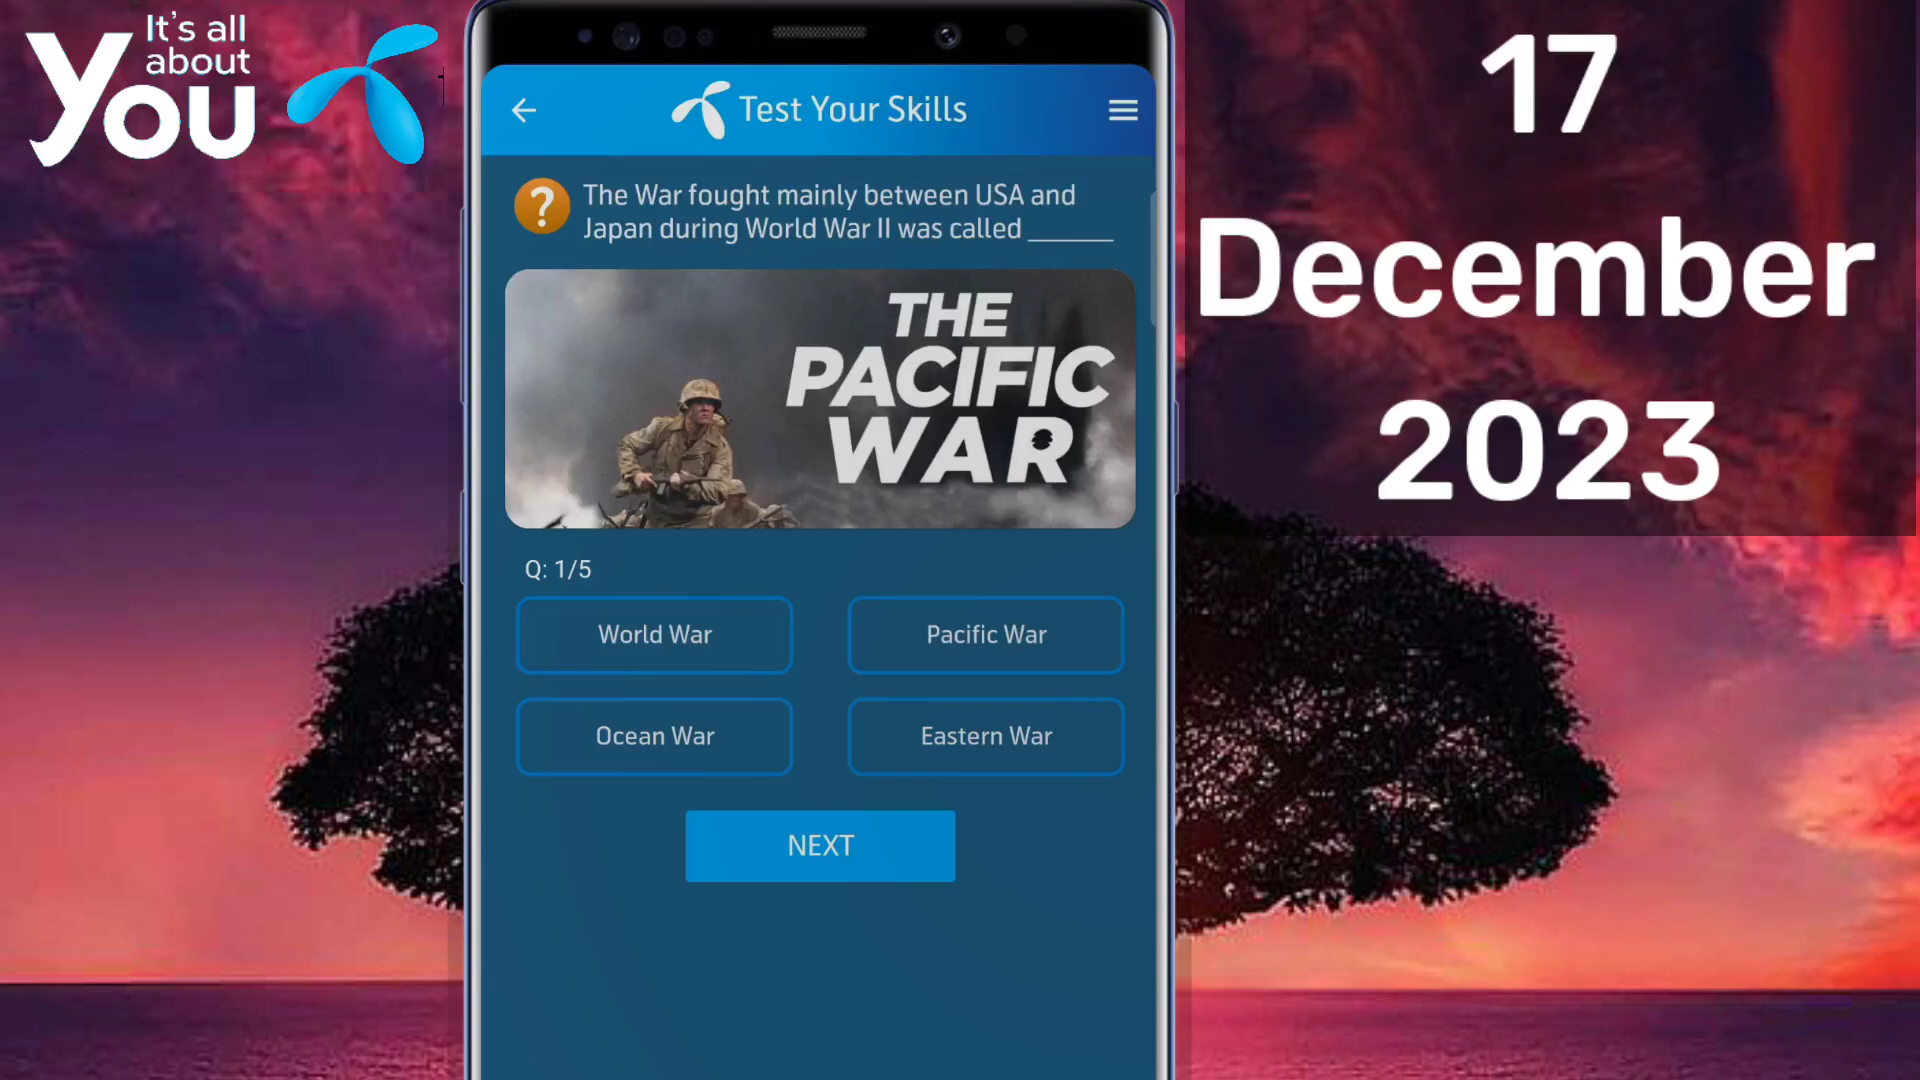 It's all
about
You
Test Your Skills
?
The War fought mainly between USA and
Japan during World War II was called _______
THE
PACIFIC
WAR
Q: 1/5
World War
Pacific War
Ocean War
Eastern War
NEXT
17
December
2023